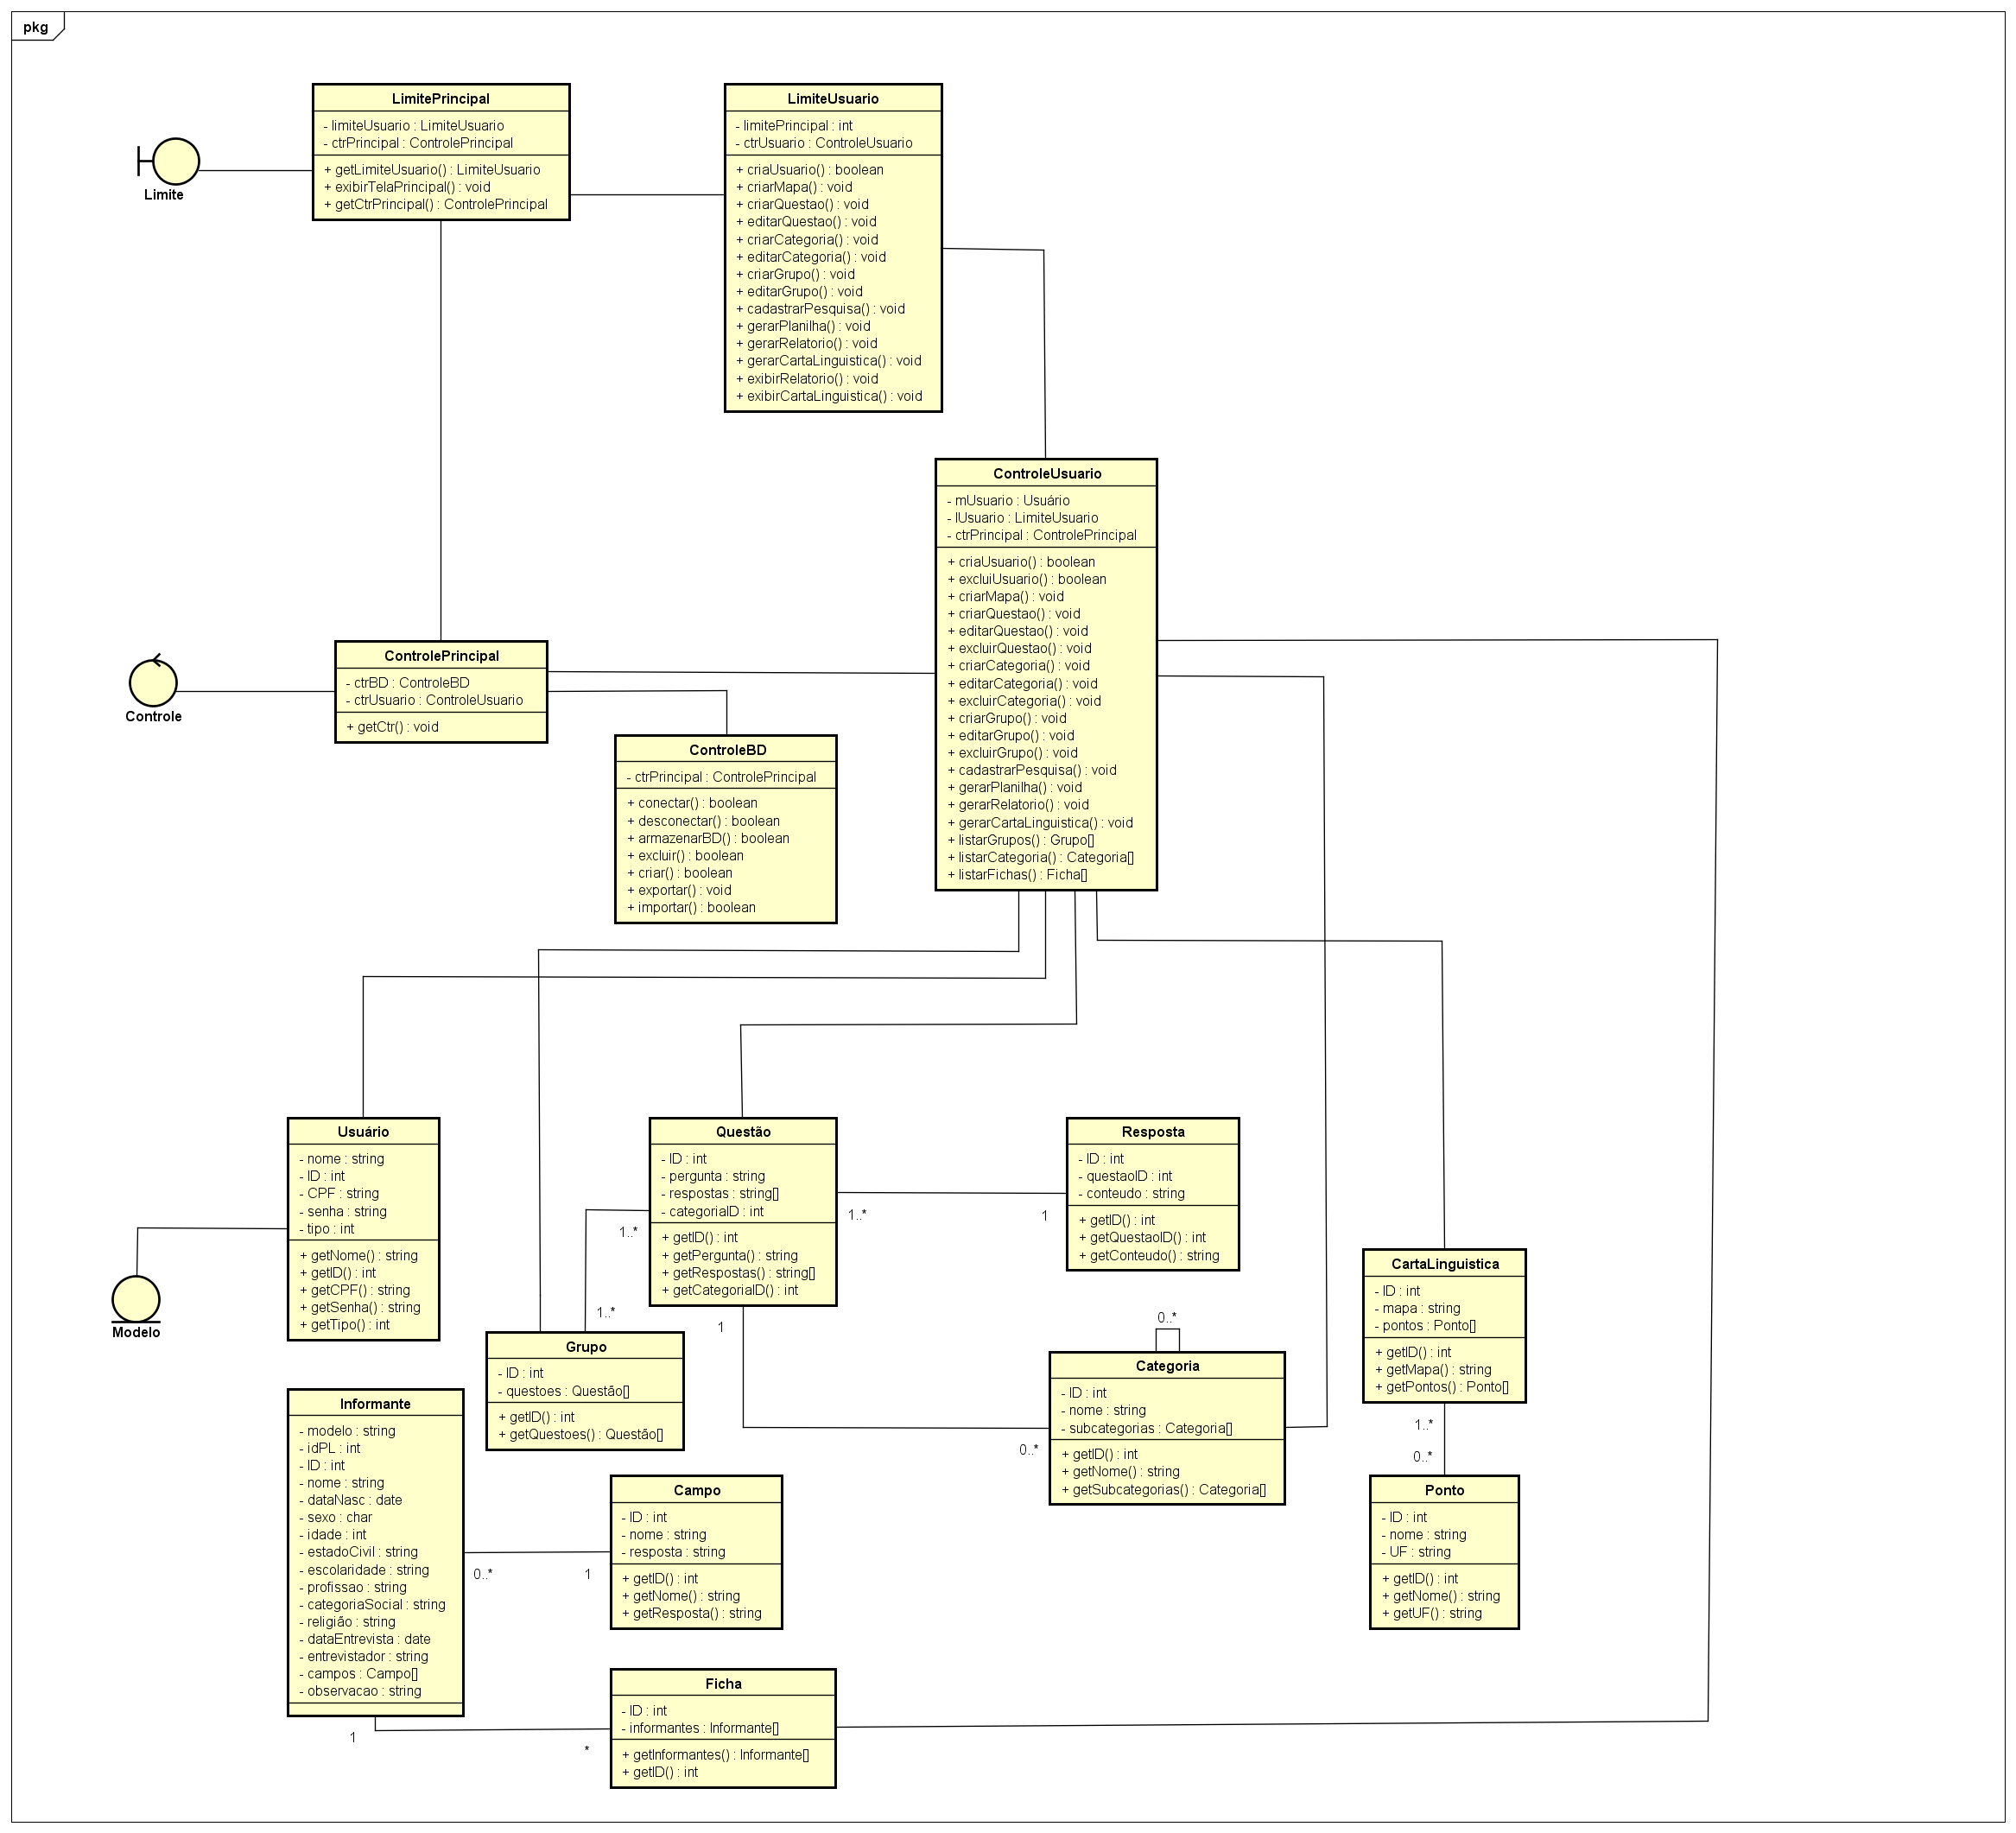 pkg
LimitePrincipal
- limiteUsuario : LimiteUsuario
- ctrPrincipal : ControlePrincipal
+ getLimiteUsuario() : LimiteUsuario
+ exibirTelaPrincipal() : void
+ getCtrPrincipal() : ControlePrincipal
LimiteUsuario
- limitePrincipal : int
- ctrUsuario : ControleUsuario
+ criaUsuario() : boolean
+ criarMapa() : void
+ criarQuestao() : void
+ editarQuestao() : void
+ criarCategoria() : void
+ editarCategoria() : void
+ criarGrupo() : void
+ editarGrupo() : void
+ cadastrarPesquisa() : void
+ gerarPlanilha() : void
+ gerarRelatorio() : void
+ gerarCartaLinguistica() : void
+ exibirRelatorio() : void
+ exibirCartaLinguistica() : void
Limite
ControleUsuario
- mUsuario : Usuário
- lUsuario : LimiteUsuario
- ctrPrincipal : ControlePrincipal
+ criaUsuario() : boolean
+ excluiUsuario() : boolean
+ criarMapa() : void
+ criarQuestao() : void
+ editarQuestao() : void
+ excluirQuestao() : void
+ criarCategoria() : void
+ editarCategoria() : void
+ excluirCategoria() : void
+ criarGrupo() : void
+ editarGrupo() : void
+ excluirGrupo() : void
+ cadastrarPesquisa() : void
+ gerarPlanilha() : void
+ gerarRelatorio() : void
+ gerarCartaLinguistica() : void
+ listarGrupos() : Grupo[]
+ listarCategoria() : Categoria[]
+ listarFichas() : Ficha[]
Controle
ControlePrincipal
- ctrBD : ControleBD
- ctrUsuario : ControleUsuario
+ getCtr() : void
ControleBD
- ctrPrincipal : ControlePrincipal
+ conectar() : boolean
+ desconectar() : boolean
+ armazenarBD() : boolean
+ excluir() : boolean
+ criar() : boolean
+ exportar() : void
+ importar() : boolean
Usuário
- nome : string
- ID : int
- CPF : string
- senha : string
- tipo : int
+ getNome() : string
+ getID() : int
+ getCPF() : string
+ getSenha() : string
+ getTipo() : int
Modelo
Questão
- ID : int
- pergunta : string
- respostas : string[]
- categoriaID : int
+ getID() : int
+ getPergunta() : string
+ getRespostas() : string[]
+ getCategoriaID() : int
1..*
1..*
1..*
1
1
0..*
Resposta
- ID : int
- questaoID : int
- conteudo : string
+ getID() : int
+ getQuestaoID() : int
+ getConteudo() : string
CartaLinguistica
- ID : int
- mapa : string
- pontos : Ponto[]
+ getID() : int
+ getMapa() : string
+ getPontos() : Ponto[]
Grupo
- ID : int
- questoes : Questão[]
+ getID() : int
+ getQuestoes() : Questão[]
0..*
Categoria
- ID : int
- nome : string
- subcategorias : Categoria[]
+ getID() : int
+ getNome() : string
+ getSubcategorias() : Categoria[]
1..*
0..*
Informante
- modelo : string
- idPL : int
- ID : int
- nome : string
- dataNasc : date
- sexo : char
- idade : int
- estadoCivil : string
- escolaridade : string
- profissao : string
- categoriaSocial : string
- religião : string
- dataEntrevista : date
- entrevistador : string
- campos : Campo[]
- observacao : string
0..*
1
Campo
- ID : int
- nome : string
- resposta : string
+ getID() : int
+ getNome() : string
+ getResposta() : string
Ponto
- ID : int
- nome : string
- UF : string
+ getID() : int
+ getNome() : string
+ getUF() : string
1
*
Ficha
- ID : int
- informantes : Informante[]
+ getInformantes() : Informante[]
+ getID() : int